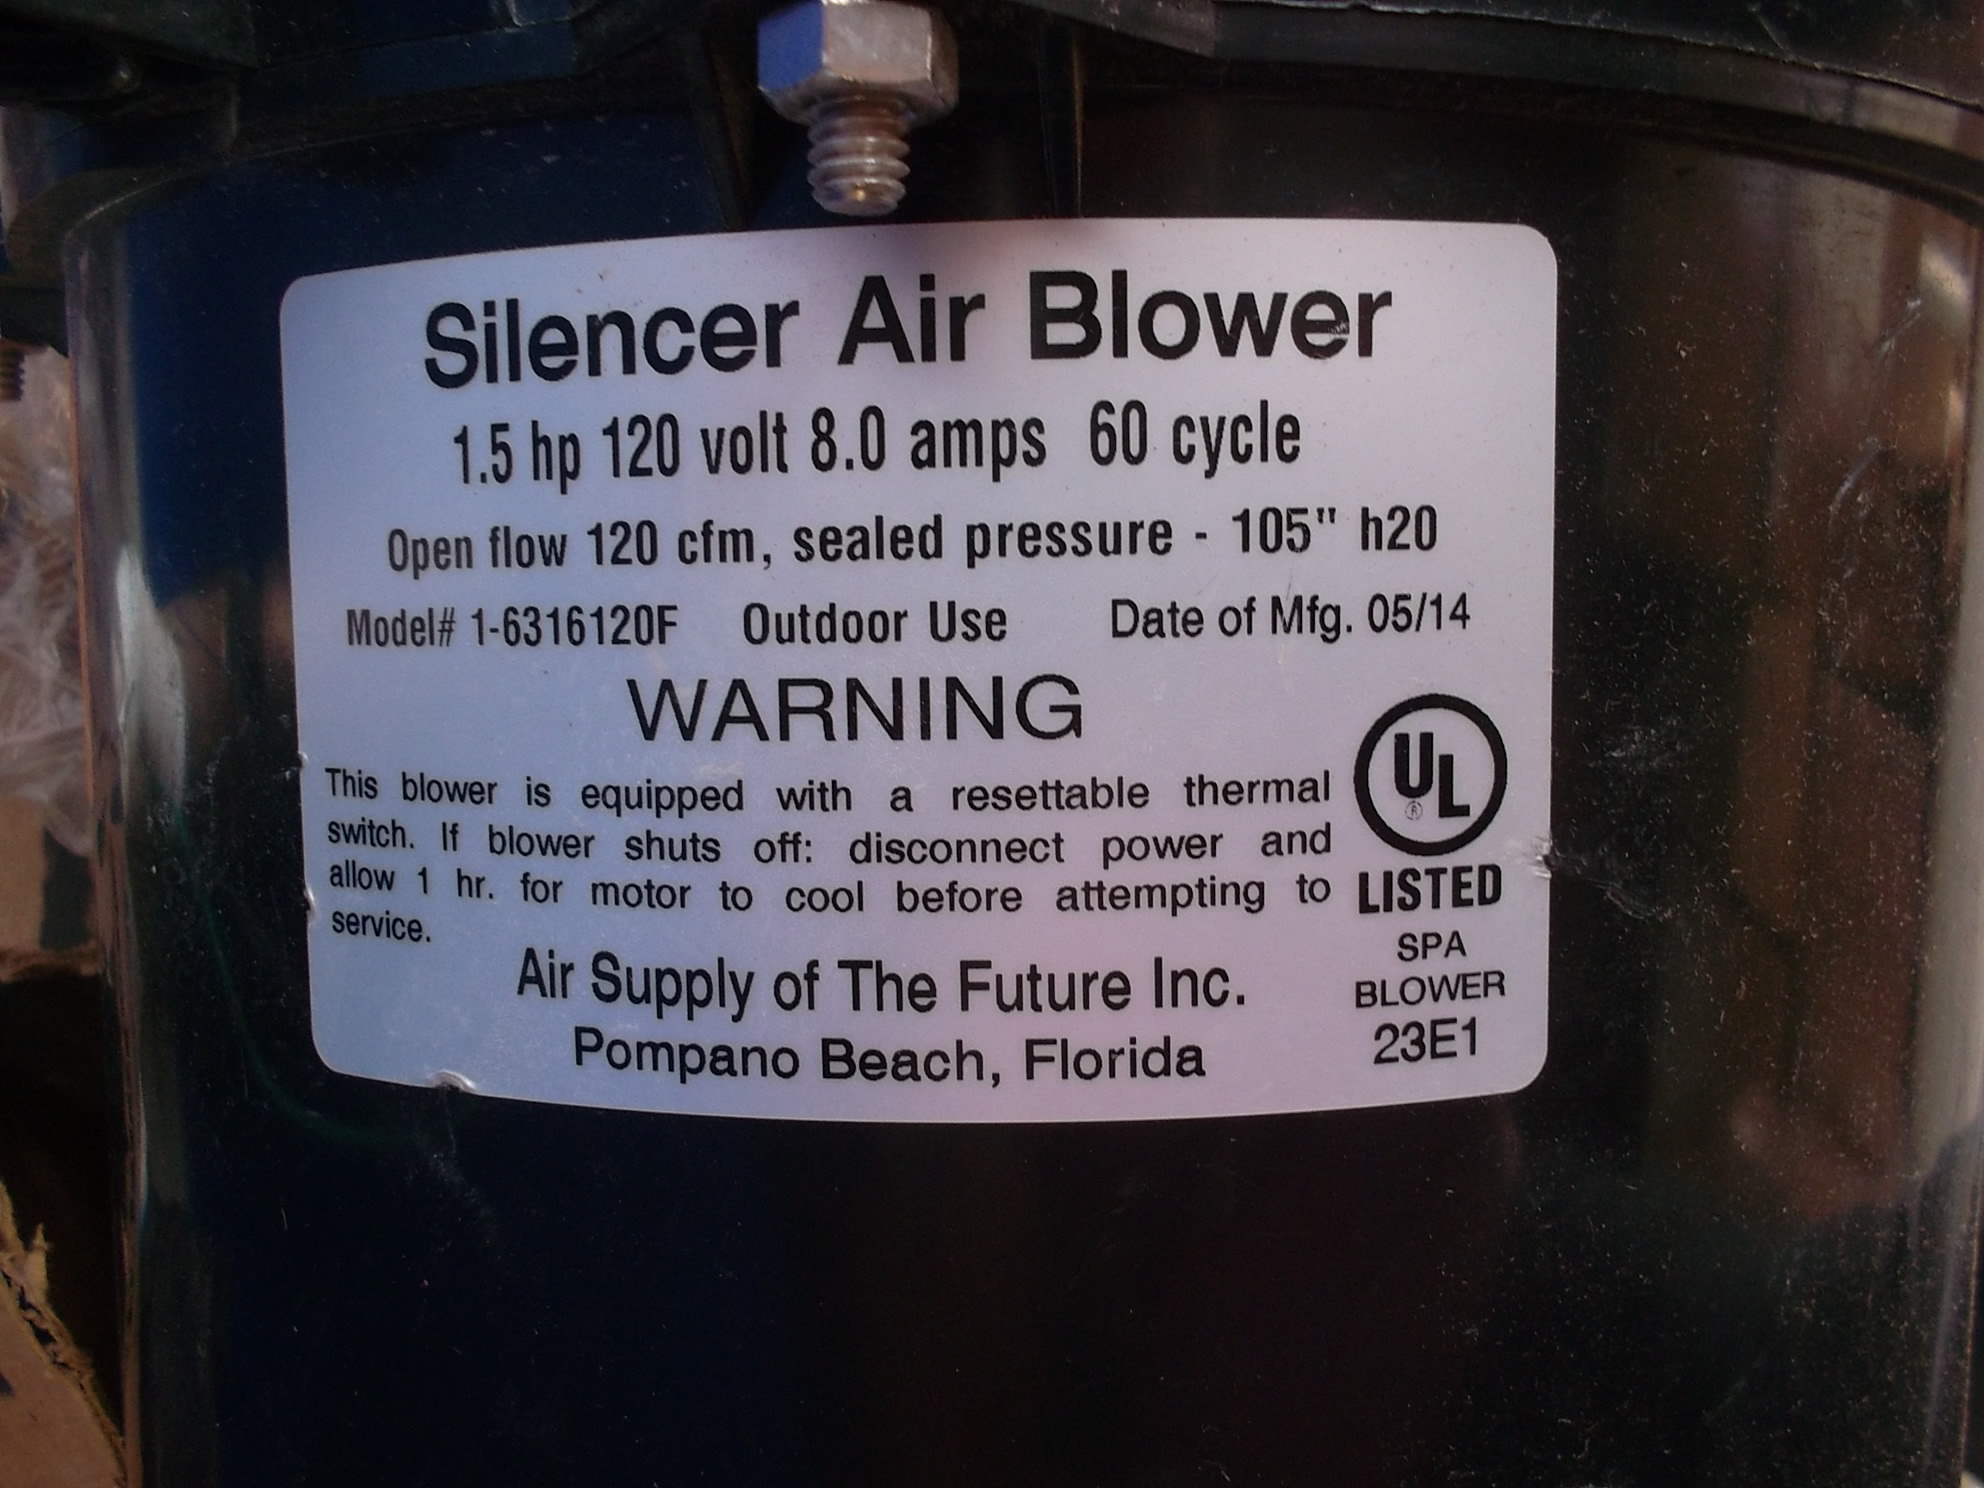 Silencer Air Blower
1.5 hp 120 volt 8.0 amps 60 cycle
Open flow 120 cfm, sealed pressure - 105" h20
Model# 1-6316120F Outdoor Use Date of Mfg. 05/14
WARNING
This blower is equipped with a resettable thermal
switch. If blower shuts off: disconnect power and
allow 1 hr. for motor to cool before attempting to
service.
Air Supply of The Future Inc.
Pompano Beach, Florida
UL
®
LISTED
SPA
BLOWER
23E1